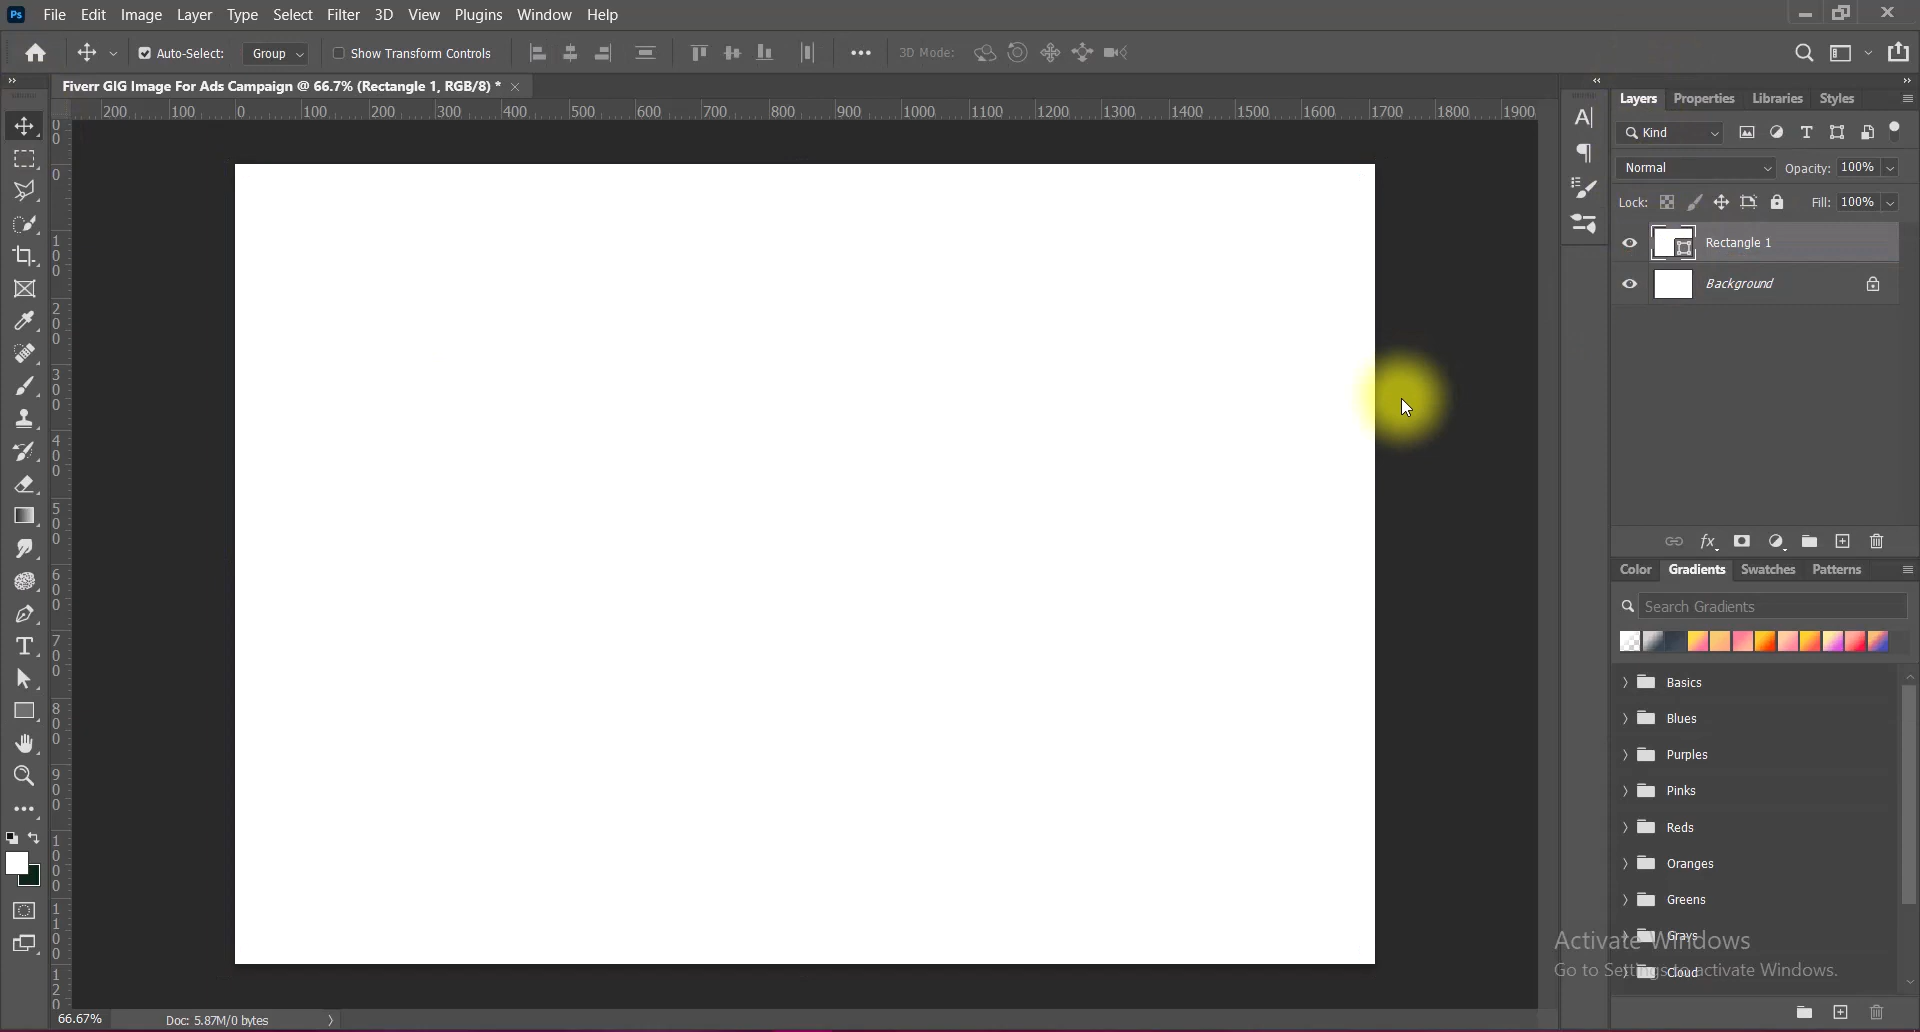 Ps File Edit Image Layer Type Select Filter 3D View Plugins Window Help
Auto-Select: Group Show Transform Controls 3D Mode:
Fiverr GIG Image For Ads Campaign @ 66.7% (Rectangle 1, RGB/8) *
200 100 0 100 200 300 400 500 600 700 800 900 1000 1100 1200 1300 1400 1500 1600 1700 1800 1900
0
0
100
200
300
400
500
600
700
800
900
1000
1100
120
Layers Properties Libraries Styles
Kind
Normal Opacity: 100%
Lock: Fill: 100%
Rectangle 1
Background
fx
Color Gradients Swatches Patterns
Search Gradients
Basics
Blues
Purples
Pinks
Reds
Oranges
Greens
Grays
Cloud
Activate Windows
Go to Settings to activate Windows.
66.67% Doc: 5.87M/0 bytes